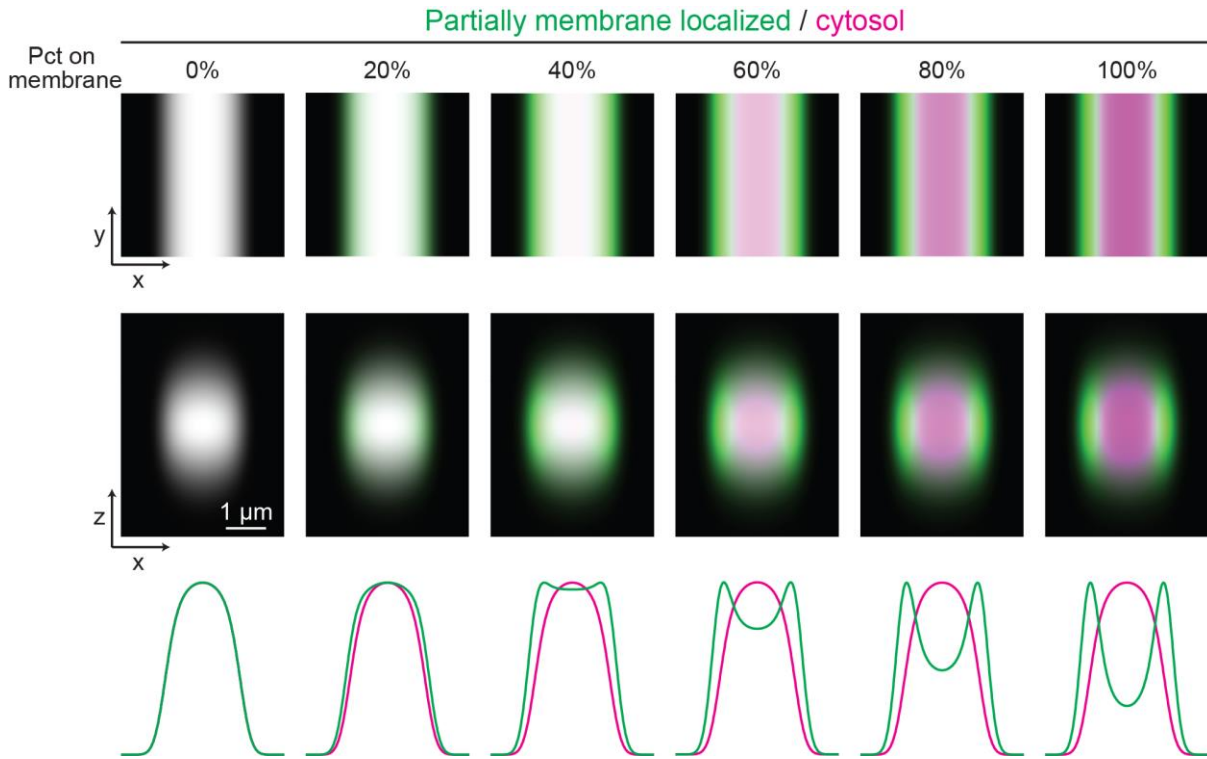 Partially membrane localized / cytosol
Pct on
membrane
0% 20% 40% 60% 80% 100%
y
x
z
1 μm
x